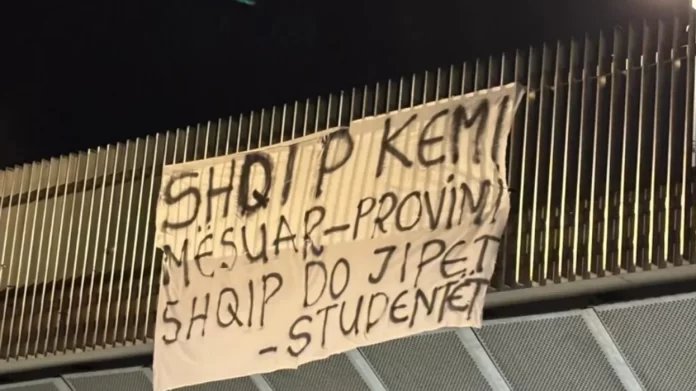 SHQIP KEMI
MËSUAR-PROVIMI
SHQIP DO JIPET
-STUDENTËT